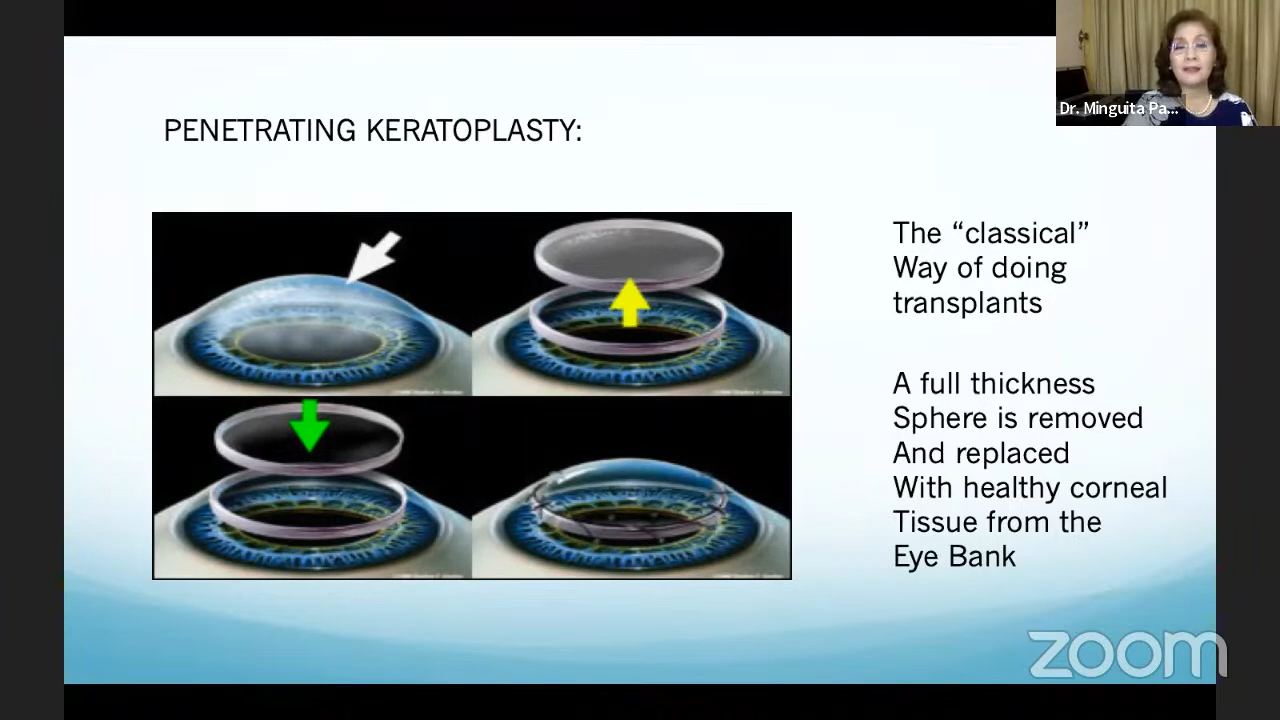 Dr. Minguita Pa...
PENETRATING KERATOPLASTY:
The “classical”
Way of doing
transplants
A full thickness
Sphere is removed
And replaced
With healthy corneal
Tissue from the
Eye Bank
zoom